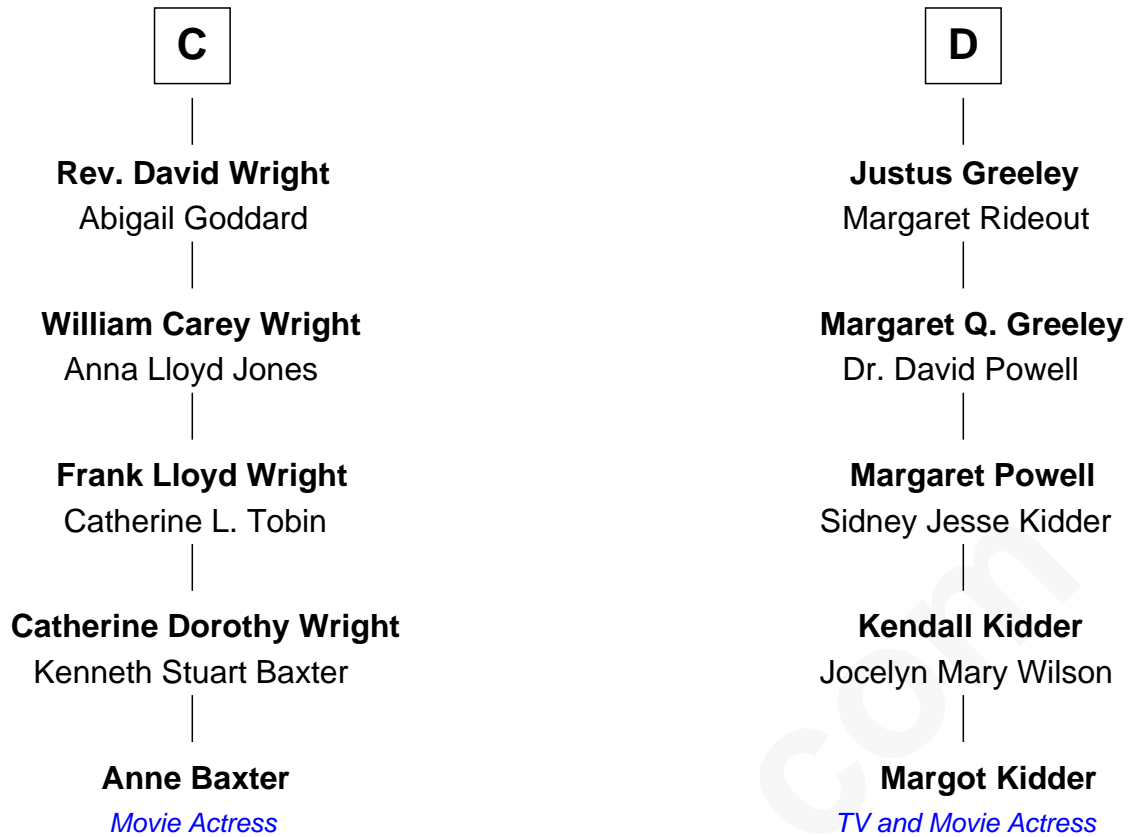 C
Rev. David Wright
Abigail Goddard
William Carey Wright
Anna Lloyd Jones
Frank Lloyd Wright
Catherine L. Tobin
Catherine Dorothy Wright
Kenneth Stuart Baxter
Anne Baxter
Movie Actress
D
Justus Greeley
Margaret Rideout
Margaret Q. Greeley
Dr. David Powell
Margaret Powell
Sidney Jesse Kidder
Kendall Kidder
Jocelyn Mary Wilson
Margot Kidder
TV and Movie Actress
com